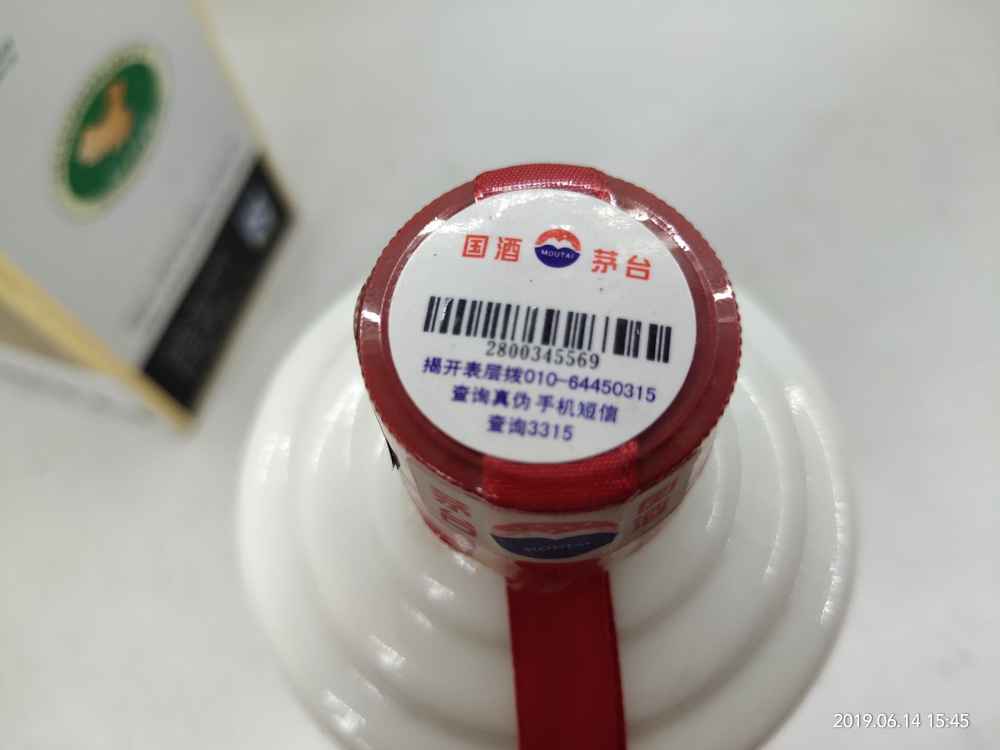 国酒 MOUTAI 茅台
2800345569
揭开表层拨010-64450315
查询真伪 手机短信
查询3315
MOUTAI
2019.06.14 15:45